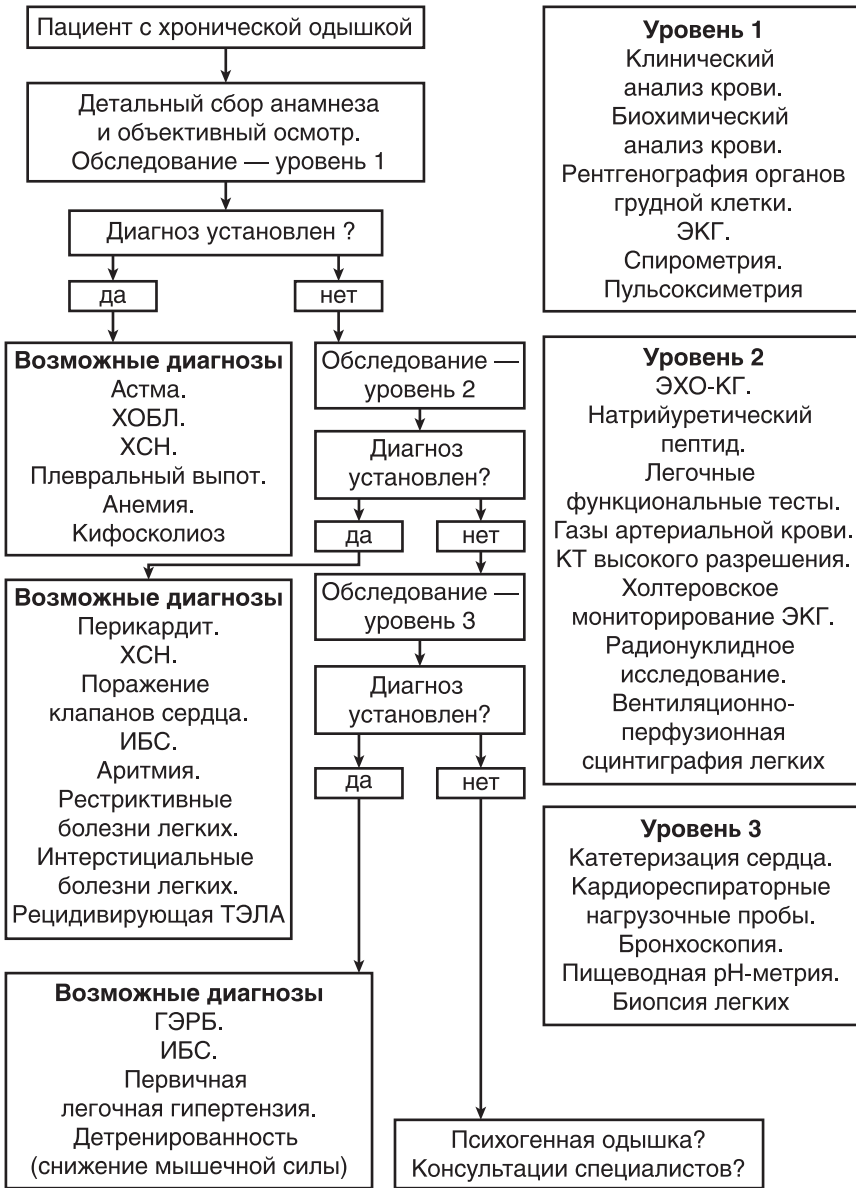 Пациент с хронической одышкой
Детальный сбор анамнеза
и объективный осмотр.
Обследование — уровень 1
Диагноз установлен ?
да
нет
Возможные диагнозы
Астма.
ХОБЛ.
ХСН.
Плевральный выпот.
Анемия.
Кифосколиоз
Обследование —
уровень 2
Диагноз
установлен?
да
нет
Возможные диагнозы
Перикардит.
ХСН.
Поражение
клапанов сердца.
ИБС.
Аритмия.
Рестриктивные
болезни легких.
Интерстициальные
болезни легких.
Рецидивирующая ТЭЛА
Обследование —
уровень 3
Диагноз
установлен?
да
нет
Возможные диагнозы
ГЭРБ.
ИБС.
Первичная
легочная гипертензия.
Детренированность
(снижение мышечной силы)
Психогенная одышка?
Консультации специалистов?
Уровень 1
Клинический
анализ крови.
Биохимический
анализ крови.
Рентгенография органов
грудной клетки.
ЭКГ.
Спирометрия.
Пульсоксиметрия
Уровень 2
ЭХО-КГ.
Натрийуретический
пептид.
Легочные
функциональные тесты.
Газы артериальной крови.
КТ высокого разрешения.
Холтеровское
мониторирование ЭКГ.
Радионуклидное
исследование.
Вентиляционно-
перфузионная
сцинтиграфия легких
Уровень 3
Катетеризация сердца.
Кардиореспираторные
нагрузочные пробы.
Бронхоскопия.
Пищеводная pH-метрия.
Биопсия легких